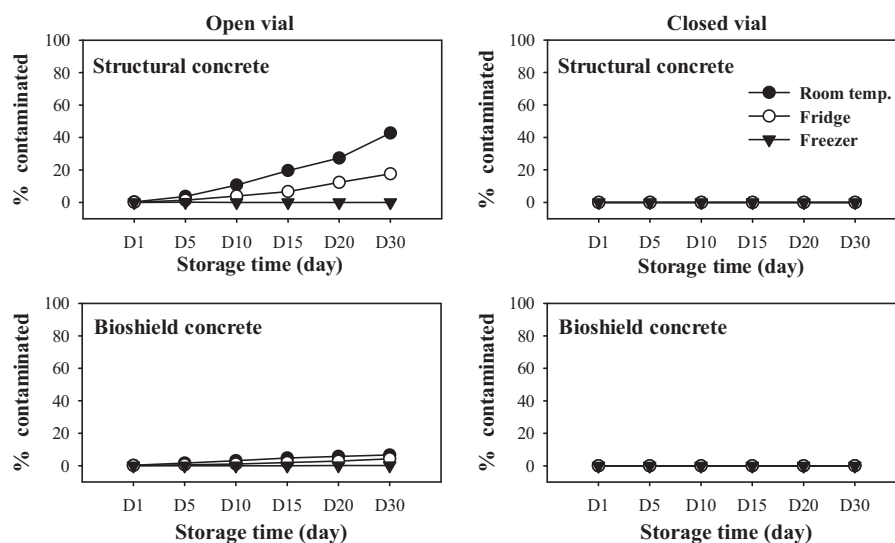 Open vial
100
Structural concrete
80
60
40
20
0
% contaminated
D1 D5 D10 D15 D20 D30
Storage time (day)
Closed vial
100
Structural concrete
80
Room temp.
Fridge
Freezer
60
40
20
0
% contaminated
D1 D5 D10 D15 D20 D30
Storage time (day)
100
Bioshield concrete
80
60
40
20
0
% contaminated
D1 D5 D10 D15 D20 D30
Storage time (day)
100
Bioshield concrete
80
60
40
20
0
% contaminated
D1 D5 D10 D15 D20 D30
Storage time (day)